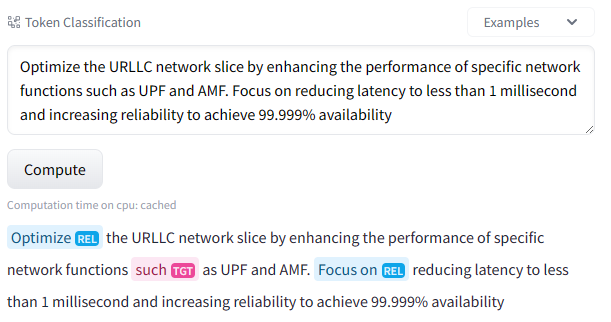 Token Classification
Examples
Optimize the URLLC network slice by enhancing the performance of specific network
functions such as UPF and AMF. Focus on reducing latency to less than 1 millisecond
and increasing reliability to achieve 99.999% availability
Compute
Computation time on cpu: cached
Optimize REL the URLLC network slice by enhancing the performance of specific
network functions such TGT as UPF and AMF. Focus on REL reducing latency to less
than 1 millisecond and increasing reliability to achieve 99.999% availability